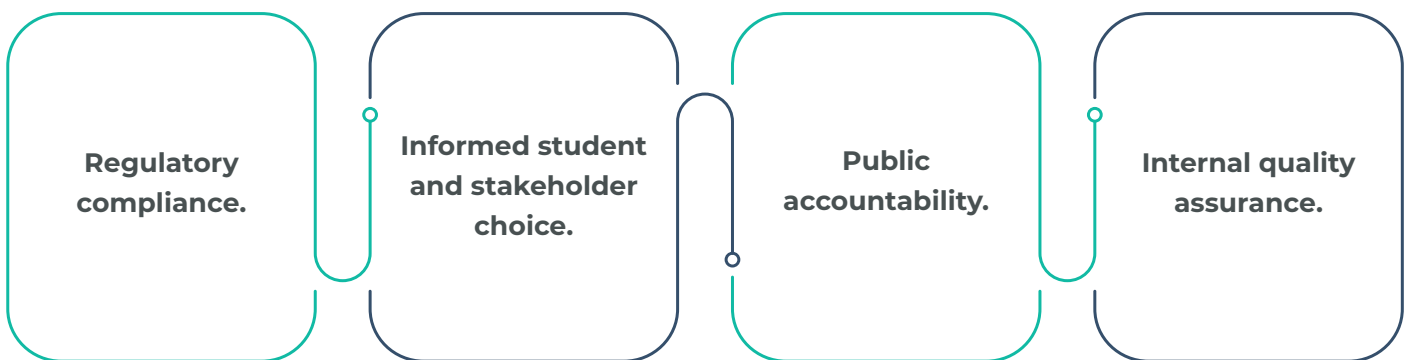 Regulatory
compliance.
Informed student
and stakeholder
choice.
Public
accountability.
Internal quality
assurance.